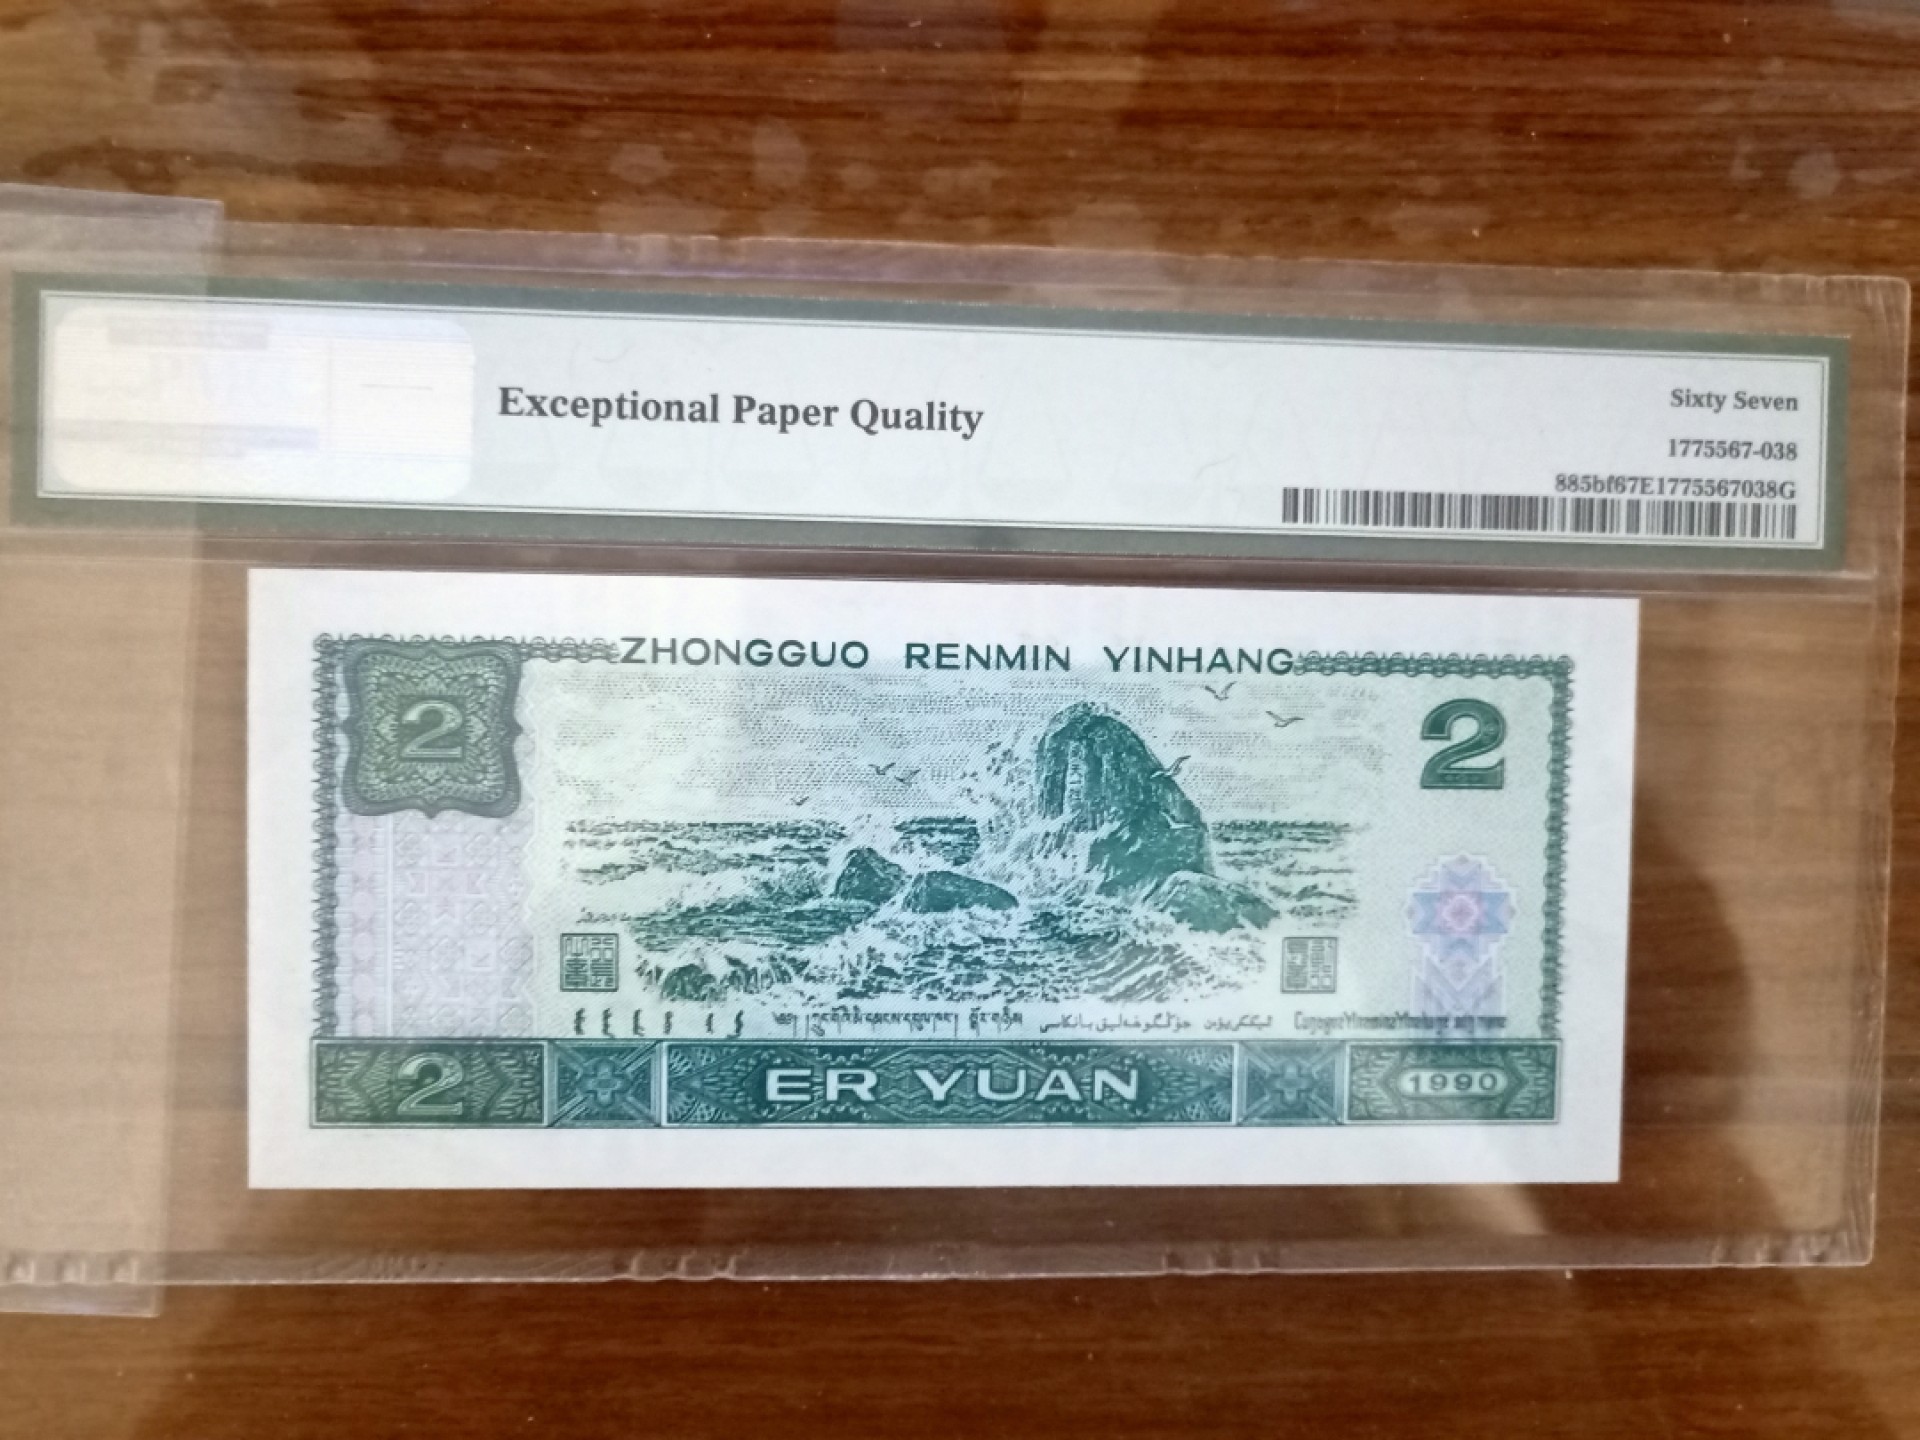 Exceptional Paper Quality
Sixty Seven
1775567-038
885bf67E1775567038G
ZHONGGUO RENMIN YINHANG
2
2
2
ER YUAN
1990